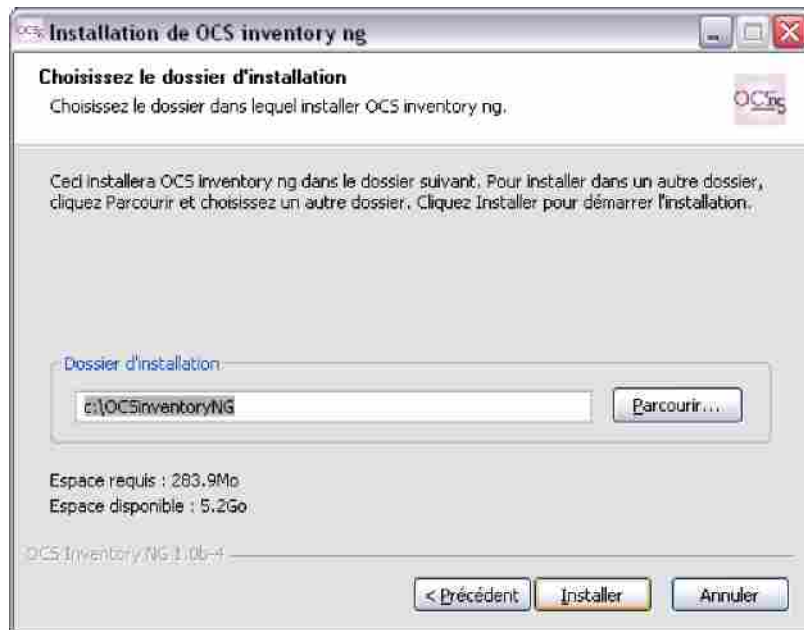 OCSng Installation de OCS inventory ng
Choisissez le dossier d'installation
Choisissez le dossier dans lequel installer OCS inventory ng.
OCSng
Ceci installera OCS inventory ng dans le dossier suivant. Pour installer dans un autre dossier,
cliquez Parcourir et choisissez un autre dossier. Cliquez Installer pour démarrer l'installation.
Dossier d'installation
c:\OCSinventoryNG
Parcourir...
Espace requis : 283.9Mo
Espace disponible : 5.2Go
OCS Inventory NG 1.0b-4
< Précédent
Installer
Annuler